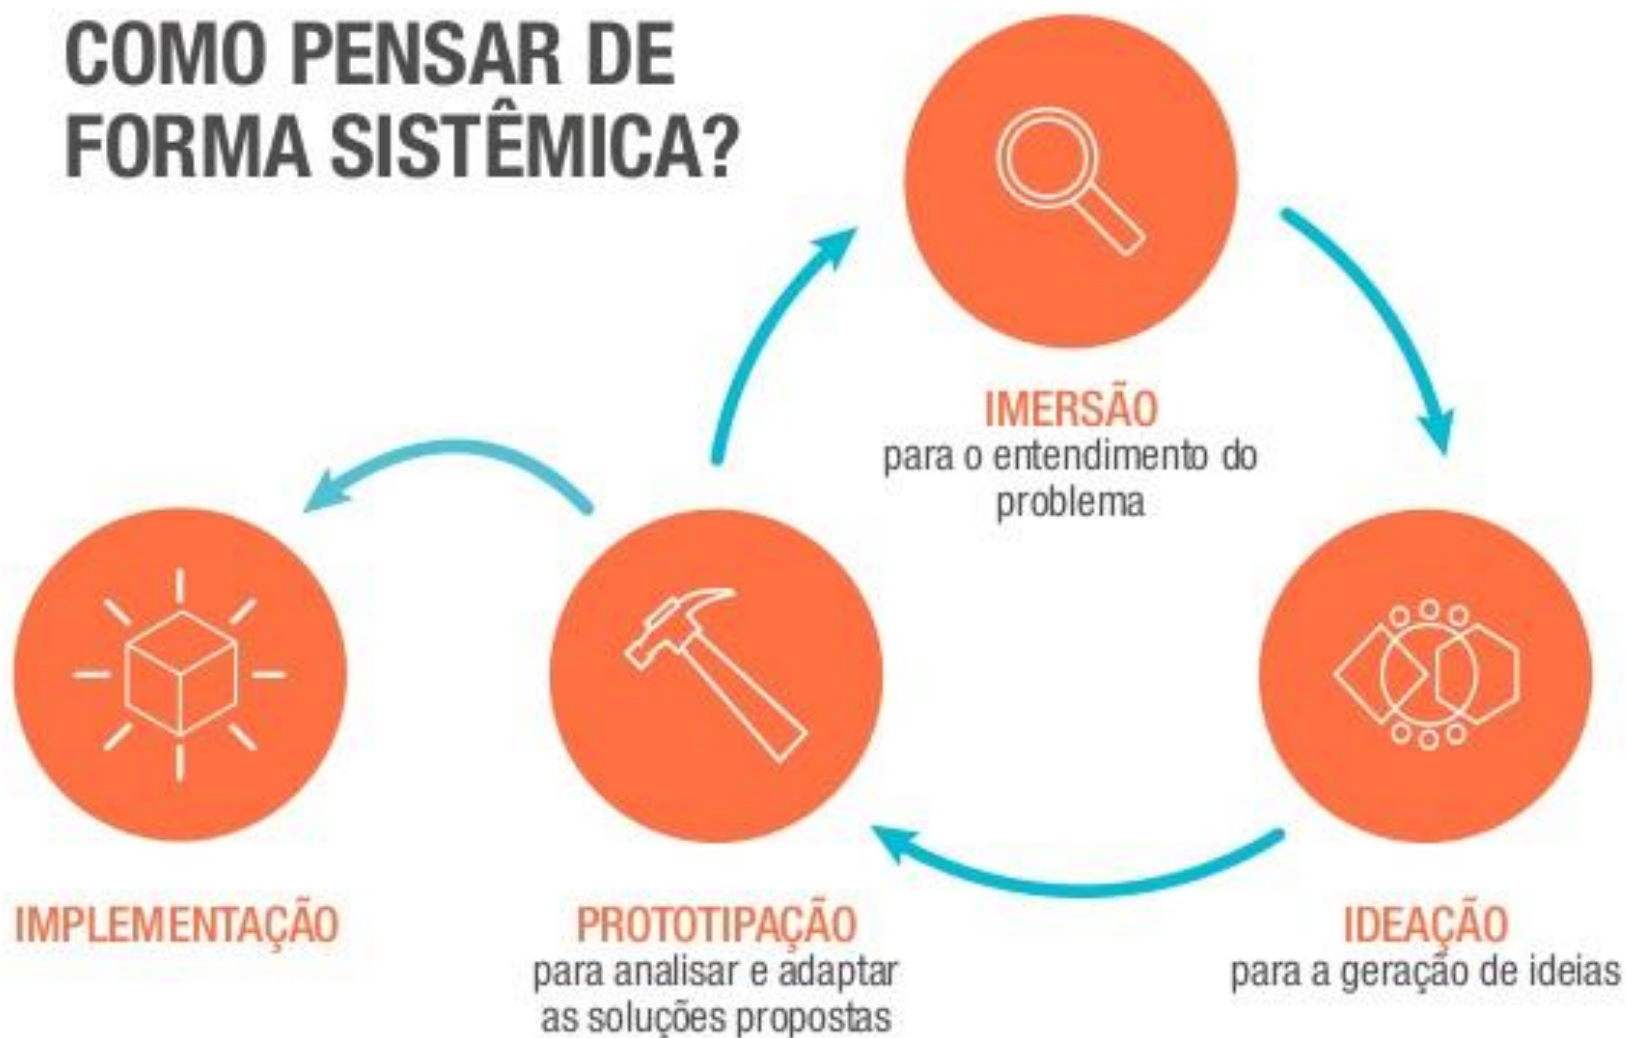 COMO PENSAR DE
FORMA SISTÊMICA?
IMERSÃO
para o entendimento do
problema
IMPLEMENTAÇÃO
PROTOTIPAÇÃO
para analisar e adaptar
as soluções propostas
IDEAÇÃO
para a geração de ideias